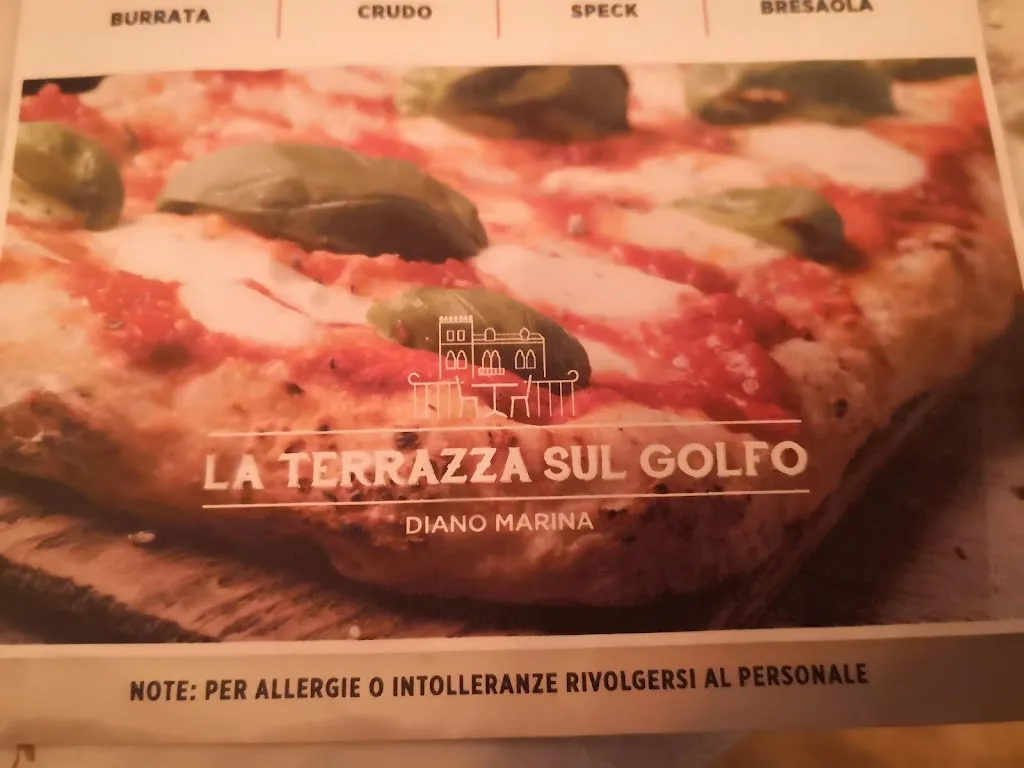 BURRATA CRUDO SPECK BRESAOLA
LA TERRAZZA SUL GOLFO
DIANO MARINA
NOTE: PER ALLERGIE O INTOLLERANZE RIVOLGERSI AL PERSONALE